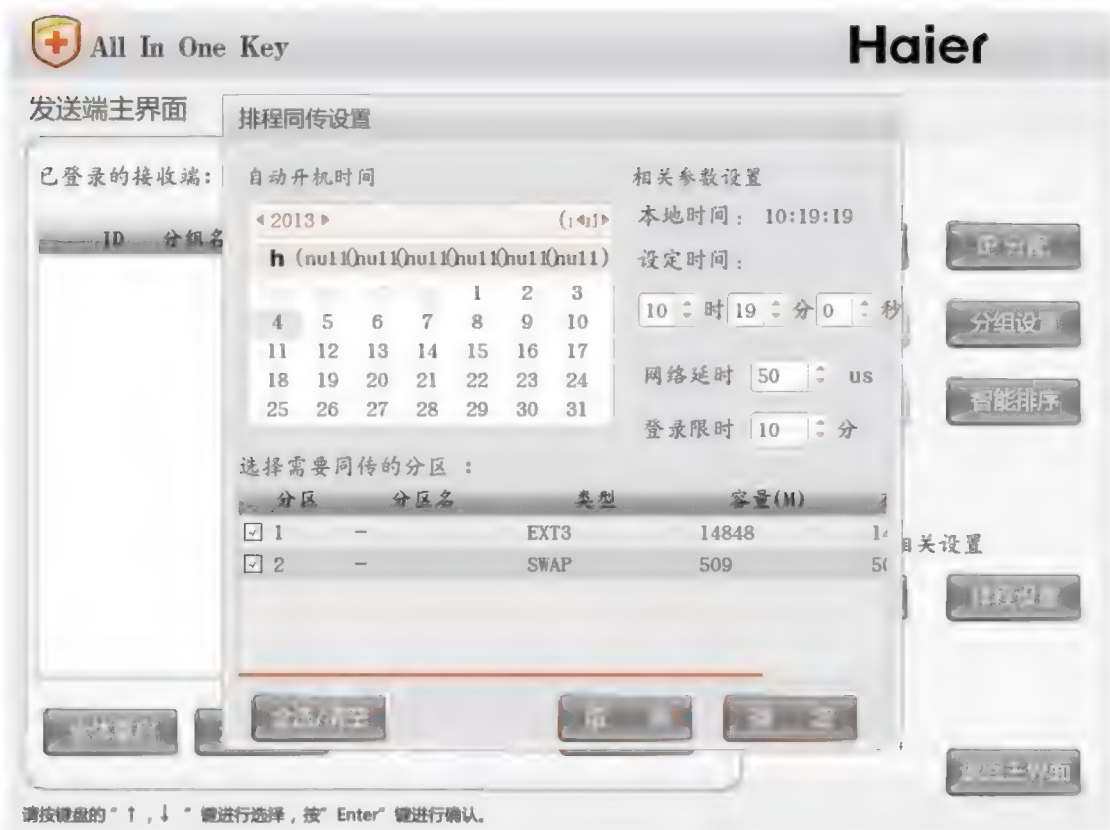 All In One Key
Haier
发送端主界面
排程同传设置
已登录的接收端:
自动开机时间
相关参数设置
2013
本地时间: 10:19:19
h (null(null(null(null(null(null)
设定时间:
1 2 3
4 5 6 7 8 9 10
11 12 13 14 15 16 17
18 19 20 21 22 23 24
25 26 27 28 29 30 31
10 时 19 分 0 秒
网络延时 50 us
登录限时 10 分
ID 分组名
分组设置
智能排序
选择需要同传的分区 :
分区 分区名 类型 容量(M)
1 - EXT3 14848
2 - SWAP 509
相关设置
返回主界面
请按键盘的"↑,↓"键进行选择,按"Enter"键进行确认。